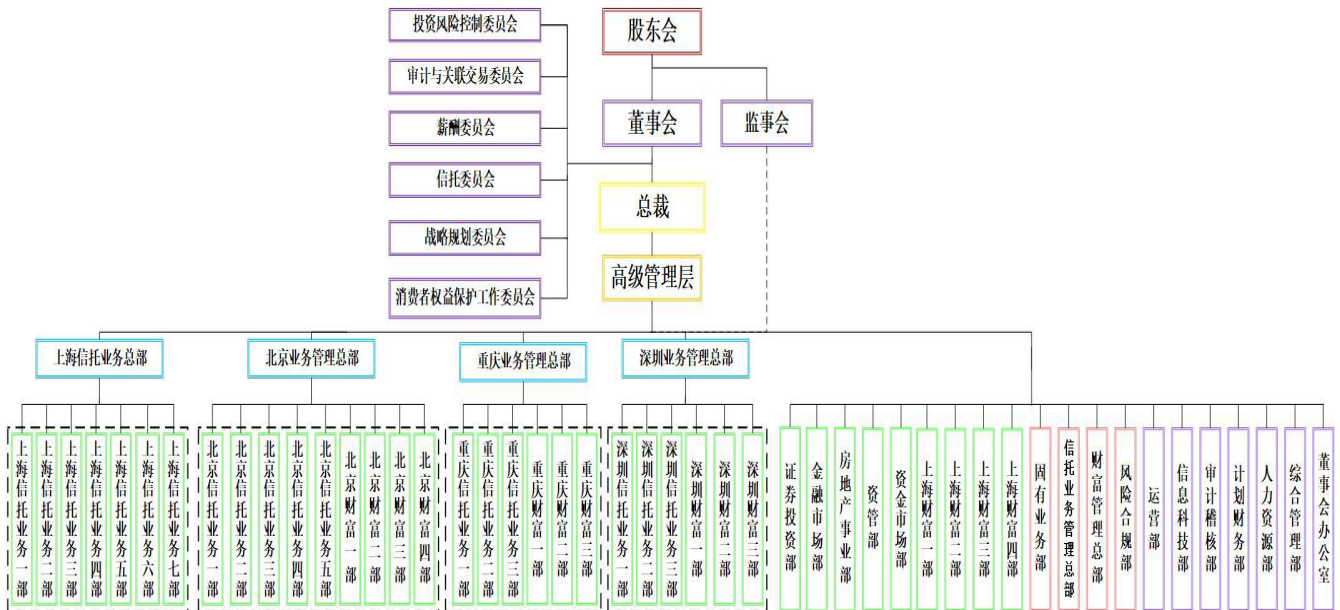 投资风险控制委员会
审计与关联交易委员会
薪酬委员会
信托委员会
战略规划委员会
消费者权益保护工作委员会
股东会
董事会
监事会
总裁
高级管理层
上海信托业务总部
北京业务管理总部
重庆业务管理总部
深圳业务管理总部
上海信托业务一部
上海信托业务二部
上海信托业务三部
上海信托业务四部
上海信托业务五部
上海信托业务六部
上海信托业务七部
北京信托业务一部
北京信托业务二部
北京信托业务三部
北京信托业务四部
北京信托业务五部
北京财富一部
北京财富二部
北京财富三部
北京财富四部
重庆信托业务一部
重庆信托业务二部
重庆信托业务三部
重庆财富一部
重庆财富二部
重庆财富三部
深圳信托业务一部
深圳信托业务二部
深圳信托业务三部
深圳财富一部
深圳财富二部
深圳财富三部
证券投资部
金融市场部
房地产事业部
资管部
资金市场部
上海财富一部
上海财富二部
上海财富三部
上海财富四部
固有业务部
信托业务管理总部
财富管理总部
风险合规部
运营部
信息科技部
审计稽核部
计划财务部
人力资源部
综合管理部
董事会办公室